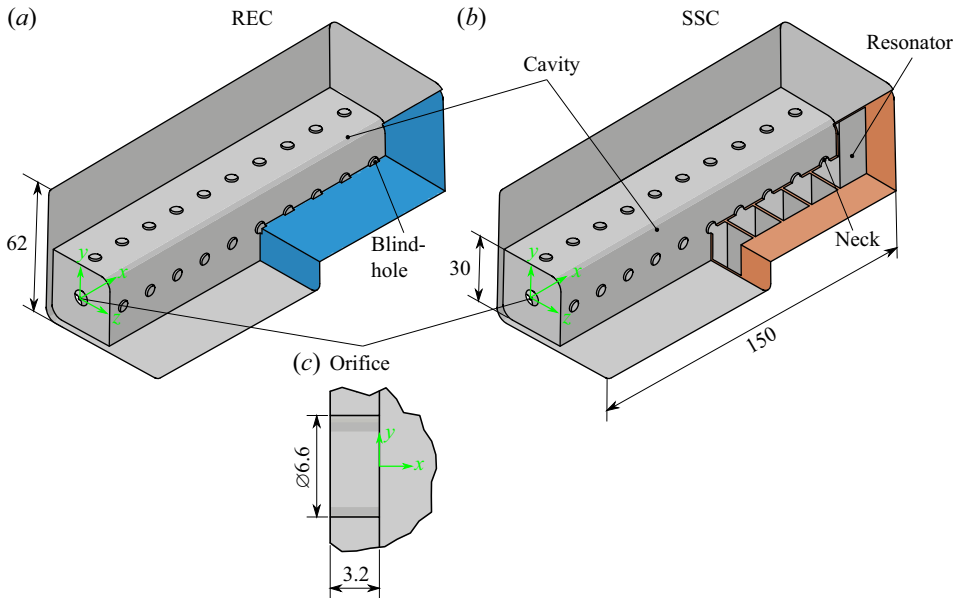 (a)
REC
(b)
SSC
Cavity
Resonator
62
y
x
z
Blind-
hole
30
y
x
z
Neck
150
(c) Orifice
⌀6.6
y
x
3.2